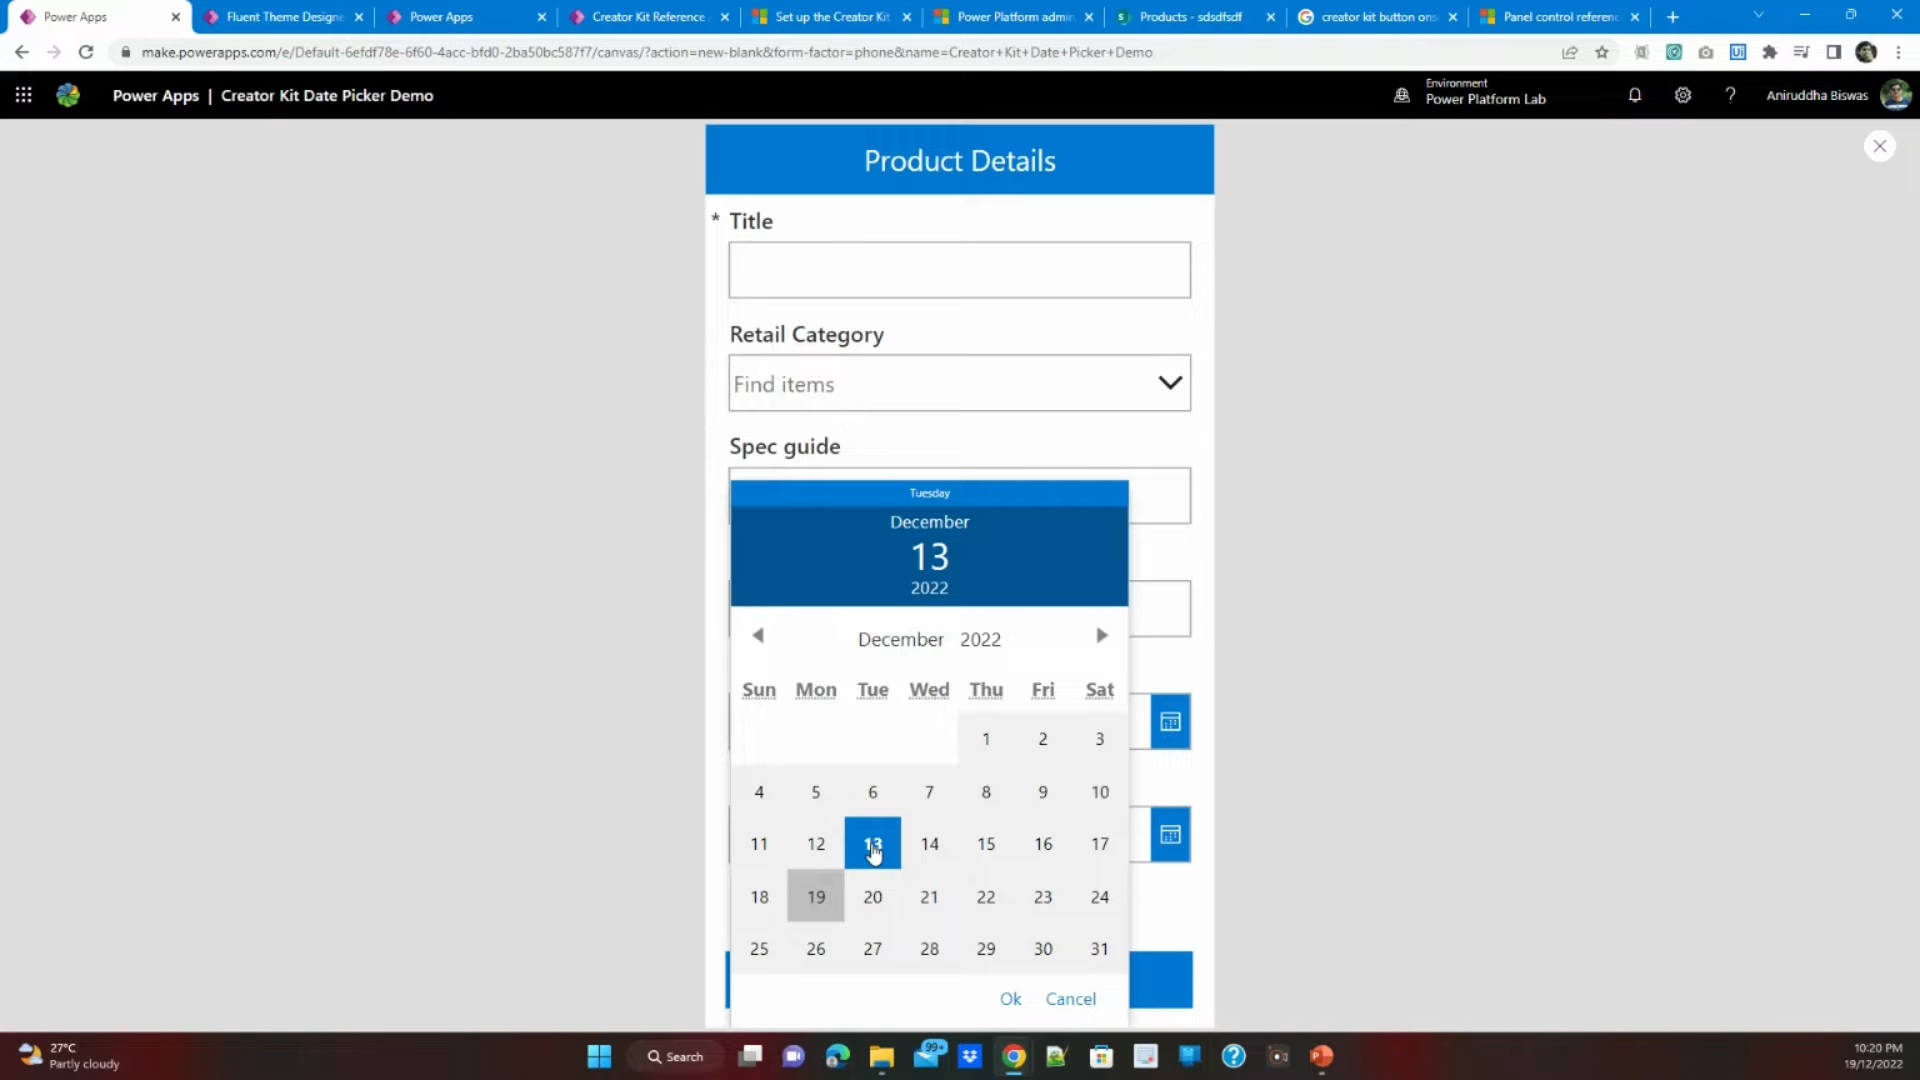 Power Apps
Fluent Theme Designe
Power Apps
Creator Kit Reference
Set up the Creator Kit
Power Platform admin
Products - sdsdfsdf
creator kit button ons
Panel control referenc
make.powerapps.com/e/Default-6efdf78e-6f60-4acc-bfd0-2ba50bc587f7/canvas/?action=new-blank&form-factor=phone&name=Creator+Kit+Date+Picker+Demo
Power Apps | Creator Kit Date Picker Demo
Environment
Power Platform Lab
Aniruddha Biswas
Product Details
* Title
Retail Category
Find items
Spec guide
Tuesday
December
13
2022
December 2022
Sun Mon Tue Wed Thu Fri Sat
1 2 3
4 5 6 7 8 9 10
11 12 13 14 15 16 17
18 19 20 21 22 23 24
25 26 27 28 29 30 31
Ok Cancel
27°C
Partly cloudy
Search
99+
10:20 PM
19/12/2022